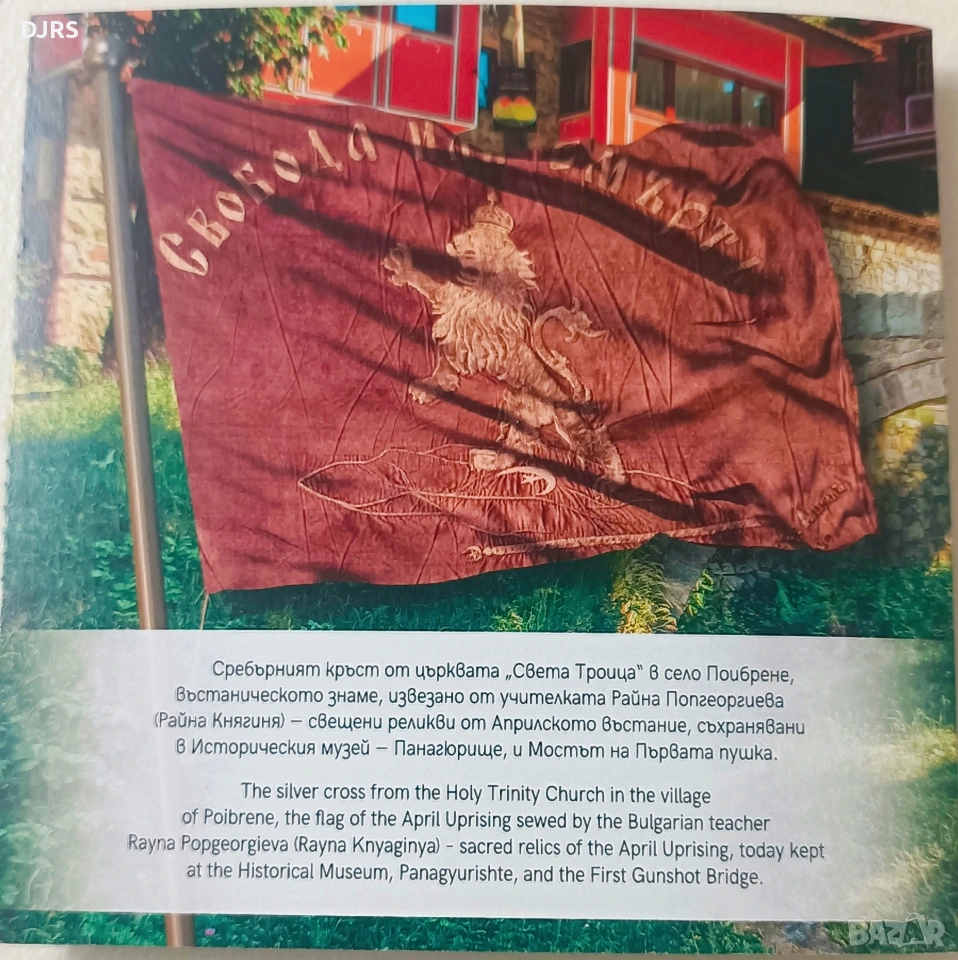 DJRS
Свобода или смърть
Сребърният кръст от църквата „Света Троица“ в село Поибрене,
въстаническото знаме, извезано от учителката Райна Попгеоргиева
(Райна Княгиня) – свещени реликви от Априлското въстание, съхранявани
в Историческия музей – Панагюрище, и Мостът на Първата пушка.
The silver cross from the Holy Trinity Church in the village
of Poibrene, the flag of the April Uprising sewed by the Bulgarian teacher
Rayna Popgeorgieva (Rayna Knyaginya) - sacred relics of the April Uprising, today kept
at the Historical Museum, Panagyurishte, and the First Gunshot Bridge.
BAZAR